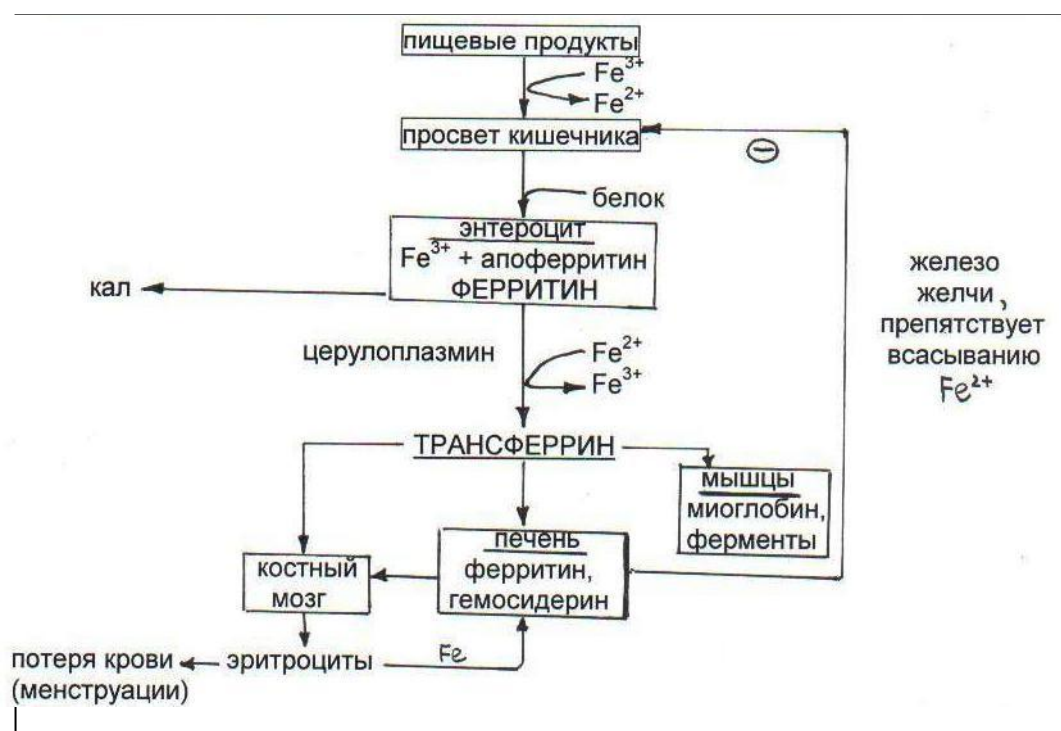 пищевые продукты
Fe³⁺
Fe²⁺
просвет кишечника
белок
энтероцит
Fe³⁺ + апоферритин
ФЕРРИТИН
кал
железо
желчи,
препятствует
всасыванию
Fe²⁺
церулоплазмин
Fe²⁺
Fe³⁺
ТРАНСФЕРРИН
мышцы
миоглобин,
ферменты
печень
ферритин,
гемосидерин
костный
мозг
потеря крови
(менструации)
эритроциты
Fe